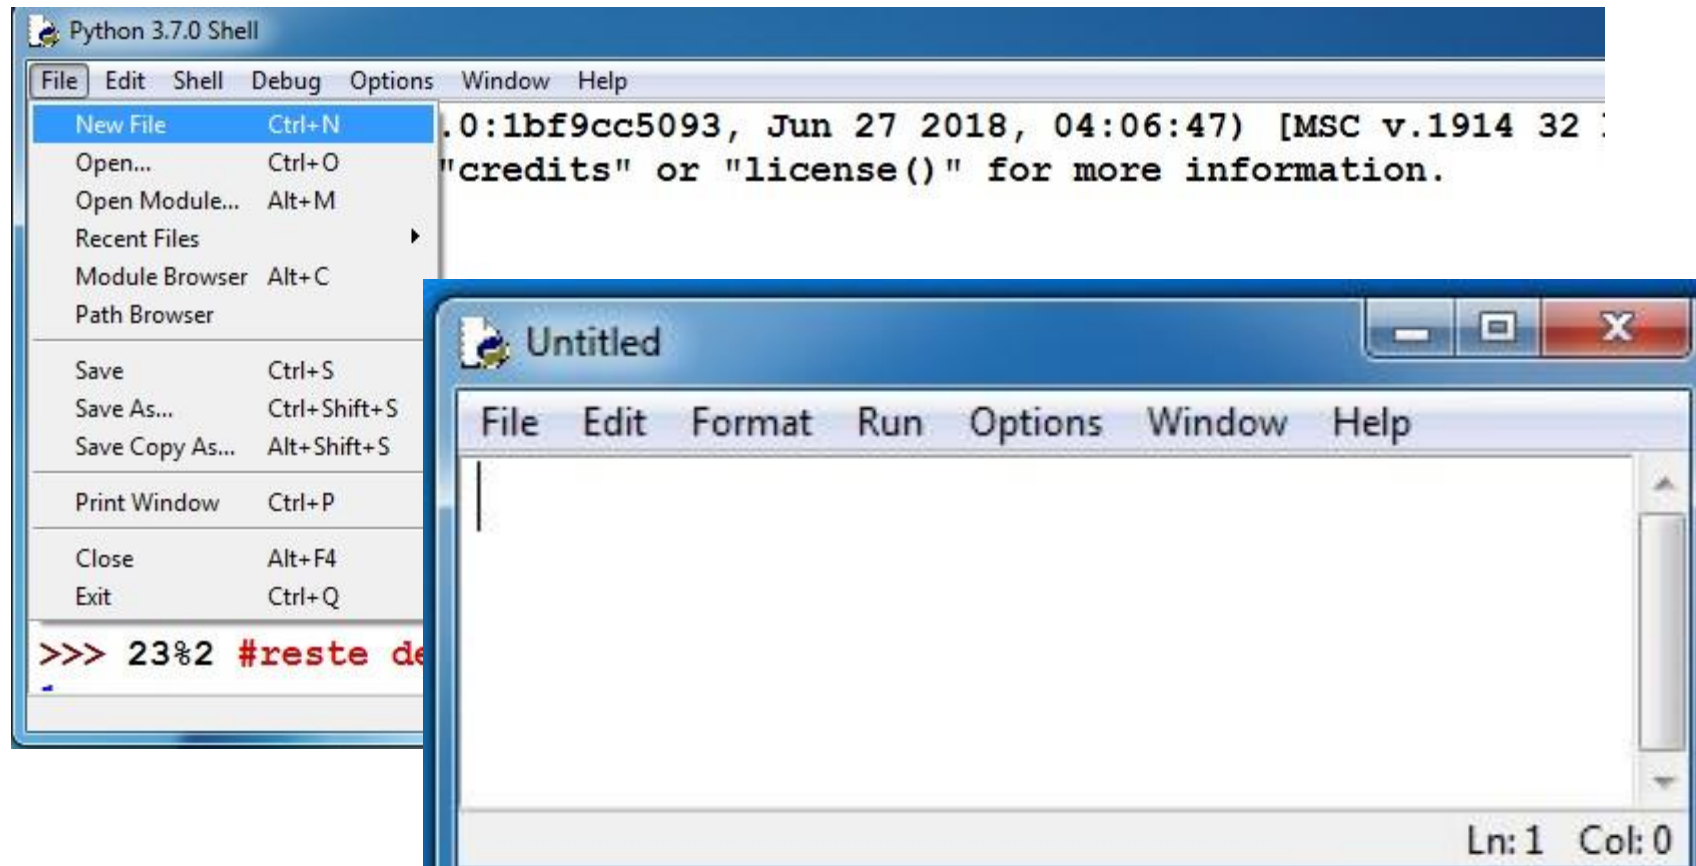 Python 3.7.0 Shell
File Edit Shell Debug Options Window Help
New File Ctrl+N
Open... Ctrl+O
Open Module... Alt+M
Recent Files
Module Browser Alt+C
Path Browser
Save Ctrl+S
Save As... Ctrl+Shift+S
Save Copy As... Alt+Shift+S
Print Window Ctrl+P
Close Alt+F4
Exit Ctrl+Q
.0:1bf9cc5093, Jun 27 2018, 04:06:47) [MSC v.1914 32
"credits" or "license()" for more information.
>>> 23%2 #reste de
Untitled
File Edit Format Run Options Window Help
Ln: 1 Col: 0